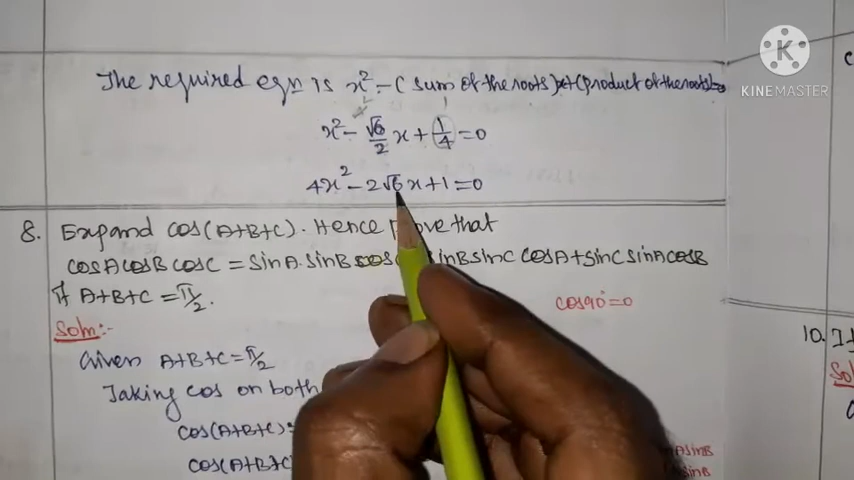 KINEMASTER
The required eqn is x² - (sum of the roots)x+(product of the roots)=0
x² - √6/2 x + 1/4 = 0
4x² - 2√6 x + 1 = 0
8. Expand cos(A+B+C). Hence prove that
cosA cosB cosC = sinA. sinB cosC sinB sinC cosA + sinC sinA cosB
if A+B+C = π/2.
Soln:-
cos90° = 0
Given A+B+C = π/2
Taking cos on both
cos(A+B+C) =
cos(A+B+C)
10. If